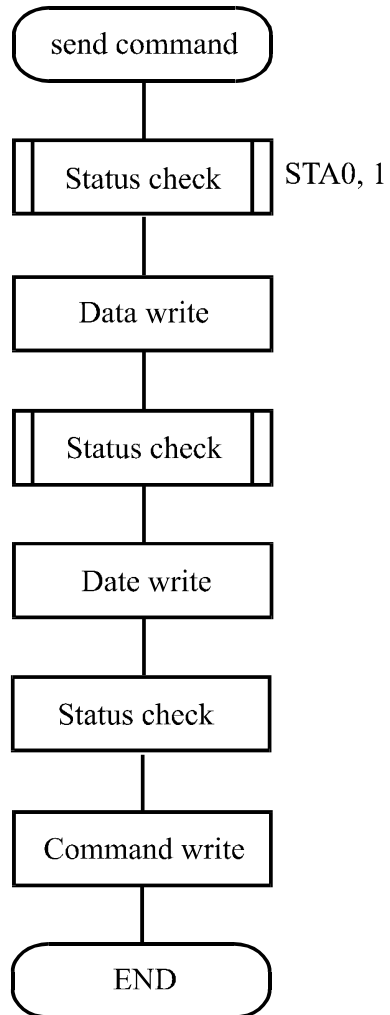 send command
Status check
STA0, 1
Data write
Status check
Date write
Status check
Command write
END